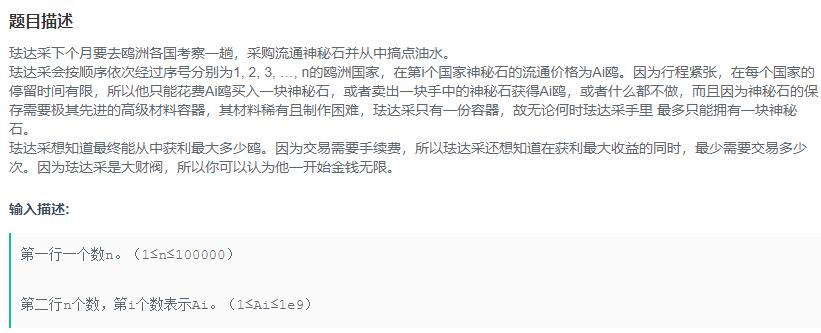 题目描述
珐达采下个月要去鸥洲各国考察一趟，采购流通神秘石并从中搞点油水。
珐达采会按顺序依次经过序号分别为1, 2, 3, …, n的鸥洲国家，在第i个国家神秘石的流通价格为Ai鸥。因为行程紧张，在每个国家的
停留时间有限，所以他只能花费Ai鸥买入一块神秘石，或者卖出一块手中的神秘石获得Ai鸥，或者什么都不做，而且因为神秘石的保
存需要极其先进的高级材料容器，其材料稀有且制作困难，珐达采只有一份容器，故无论何时珐达采手里 最多只能拥有一块神秘
石。
珐达采想知道最终能从中获利最大多少鸥。因为交易需要手续费，所以珐达采还想知道在获利最大收益的同时，最少需要交易多少
次。因为珐达采是大财阀，所以你可以认为他一开始金钱无限。
输入描述:
第一行一个数n。（1≤n≤100000）
第二行n个数，第i个数表示Ai。（1≤Ai≤1e9）